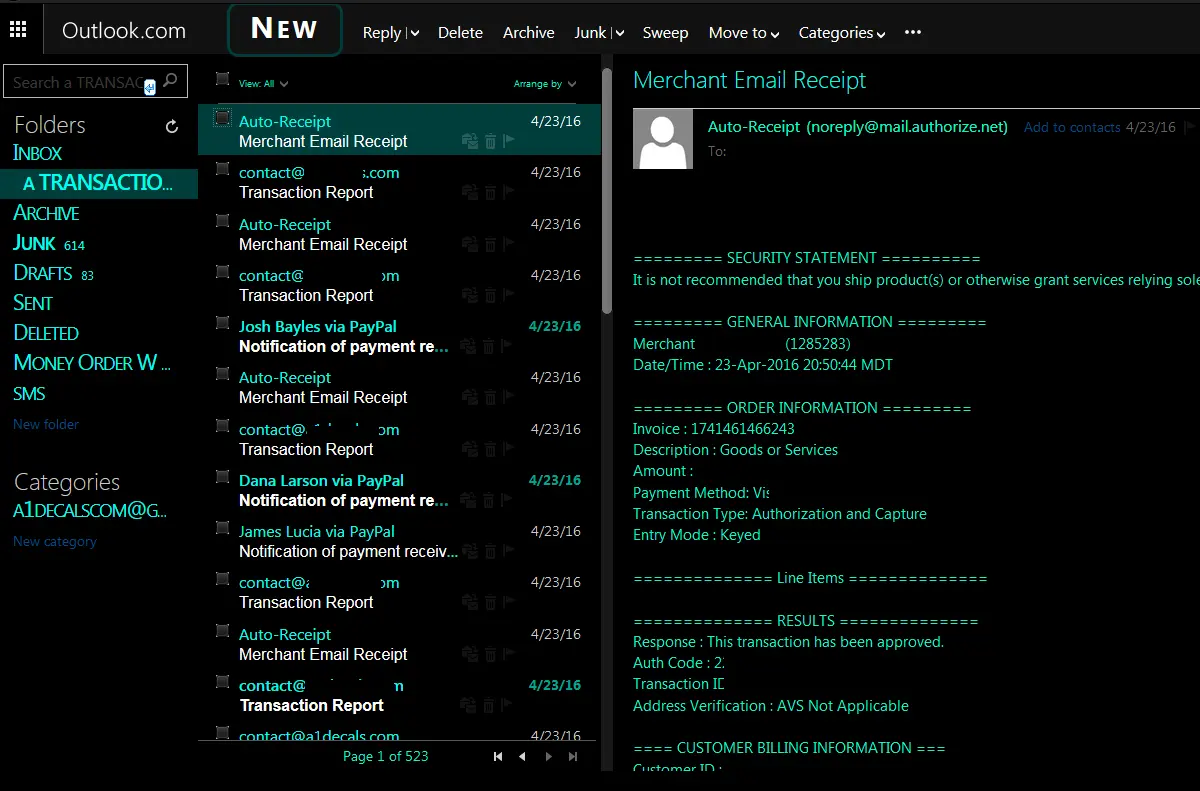 Outlook.com
NEW
Reply
Delete
Archive
Junk
Sweep
Move to
Categories
Search a TRANSAC
Folders
INBOX
A TRANSACTIO...
ARCHIVE
JUNK 614
DRAFTS 83
SENT
DELETED
MONEY ORDER W ...
SMS
New folder
Categories
A1DECALSCOM@G...
New category
View: All
Arrange by
Auto-Receipt 4/23/16
Merchant Email Receipt
contact@ s.com 4/23/16
Transaction Report
Auto-Receipt 4/23/16
Merchant Email Receipt
contact@ om 4/23/16
Transaction Report
Josh Bayles via PayPal 4/23/16
Notification of payment re...
Auto-Receipt 4/23/16
Merchant Email Receipt
contact@ om 4/23/16
Transaction Report
Dana Larson via PayPal 4/23/16
Notification of payment re...
James Lucia via PayPal 4/23/16
Notification of payment receiv...
contact@ om 4/23/16
Transaction Report
Auto-Receipt 4/23/16
Merchant Email Receipt
contact@ m 4/23/16
Transaction Report
contact@a1decals.com 4/23/16
Page 1 of 523
Merchant Email Receipt
Auto-Receipt (noreply@mail.authorize.net) Add to contacts 4/23/16
To:
========= SECURITY STATEMENT ==========
It is not recommended that you ship product(s) or otherwise grant services relying sole
========= GENERAL INFORMATION =========
Merchant (1285283)
Date/Time : 23-Apr-2016 20:50:44 MDT
========= ORDER INFORMATION =========
Invoice : 1741461466243
Description : Goods or Services
Amount :
Payment Method: Vis
Transaction Type: Authorization and Capture
Entry Mode : Keyed
============== Line Items ==============
============== RESULTS ==============
Response : This transaction has been approved.
Auth Code : 2
Transaction ID
Address Verification : AVS Not Applicable
==== CUSTOMER BILLING INFORMATION ===
Customer ID :